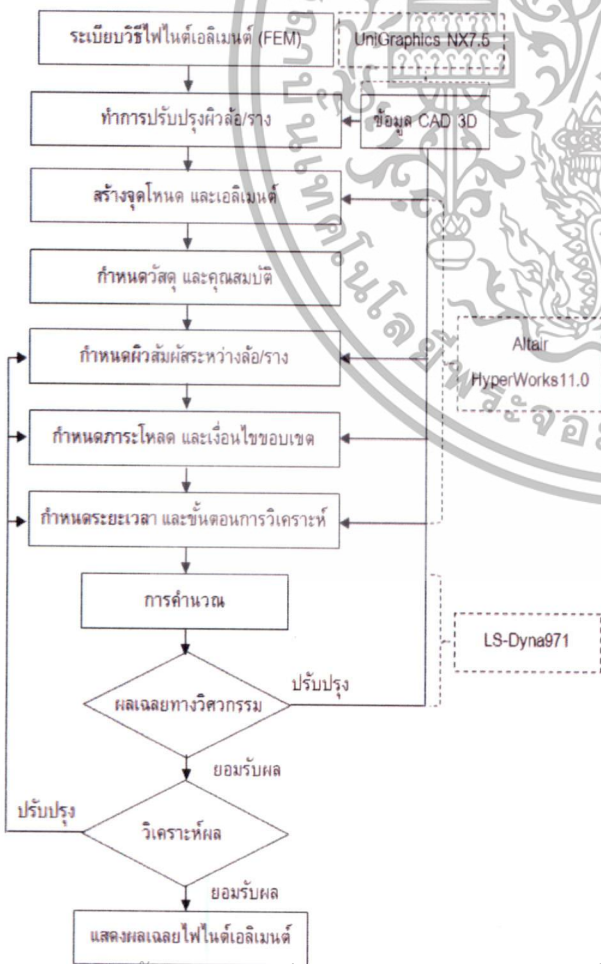 ระเบียบวิธีไฟไนต์เอลิเมนต์ (FEM)
UniGraphics NX7.5
ทำการปรับปรุงผิวล้อ/ราง
ข้อมูล CAD 3D
สร้างจุดโหนด และเอลิเมนต์
กำหนดวัสดุ และคุณสมบัติ
กำหนดผิวสัมผัสระหว่างล้อ/ราง
Altair
HyperWorks11.0
กำหนดภาระโหลด และเงื่อนไขขอบเขต
กำหนดระยะเวลา และขั้นตอนการวิเคราะห์
การคำนวณ
LS-Dyna971
ผลเฉลยทางวิศวกรรม
ปรับปรุง
ยอมรับผล
ปรับปรุง
วิเคราะห์ผล
ยอมรับผล
แสดงผลเฉลยไฟไนต์เอลิเมนต์